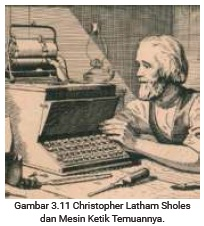 Gambar 3.11 Christopher Latham Sholes
dan Mesin Ketik Temuannya.